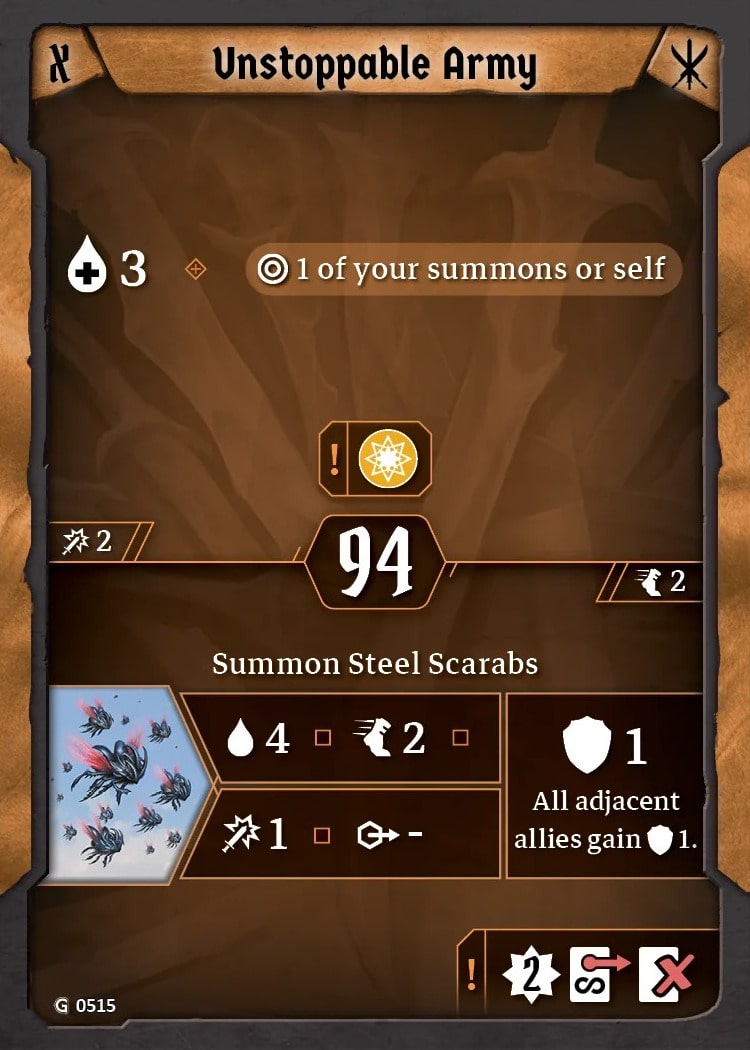 א
Unstoppable Army
3
1 of your summons or self
!
2
94
2
Summon Steel Scarabs
4
2
1
1
-
All adjacent
allies gain 1.
! 2
G 0515